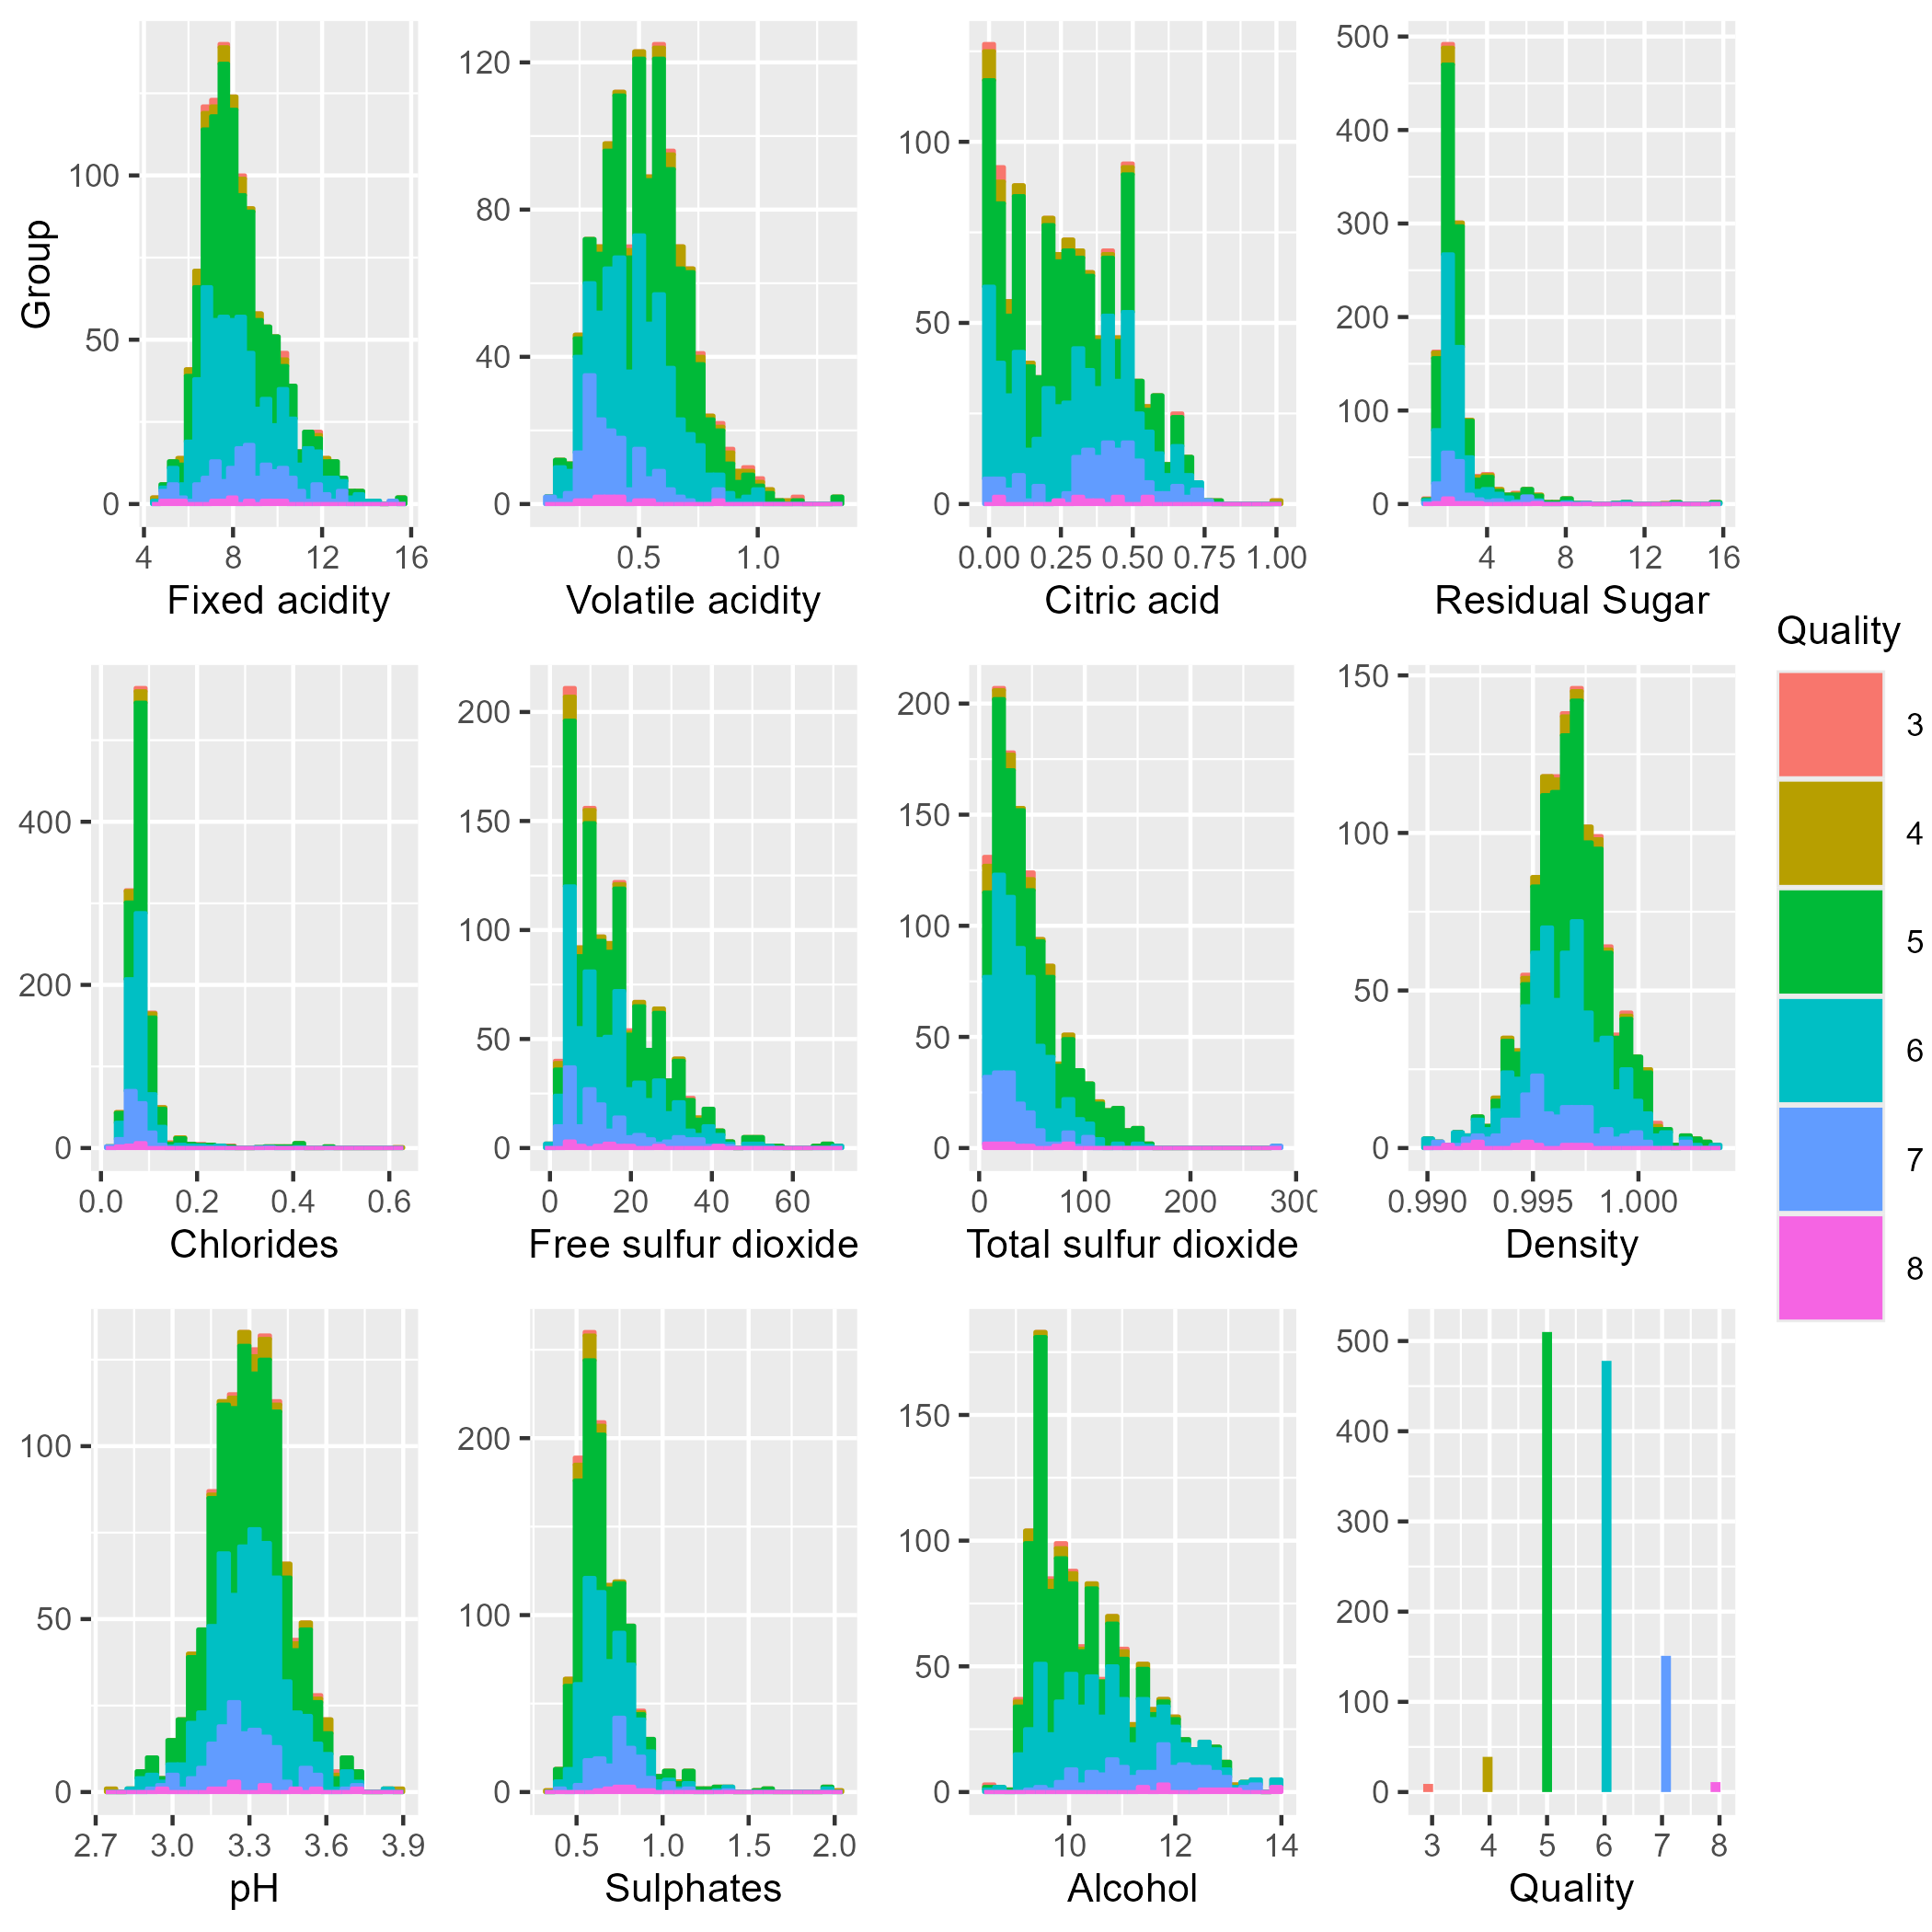 Group
0
50
100
4 8 12 16
Fixed acidity
0
40
80
120
0.5 1.0
Volatile acidity
0
50
100
0.00 0.25 0.50 0.75 1.00
Citric acid
0
100
200
300
400
500
4 8 12 16
Residual Sugar
0
200
400
0.0 0.2 0.4 0.6
Chlorides
0
50
100
150
200
0 20 40 60
Free sulfur dioxide
0
50
100
150
200
0 100 200 300
Total sulfur dioxide
0
50
100
150
0.990 0.995 1.000
Density
0
50
100
2.7 3.0 3.3 3.6 3.9
pH
0
100
200
0.5 1.0 1.5 2.0
Sulphates
0
50
100
150
10 12 14
Alcohol
0
100
200
300
400
500
3 4 5 6 7 8
Quality
Quality
3
4
5
6
7
8